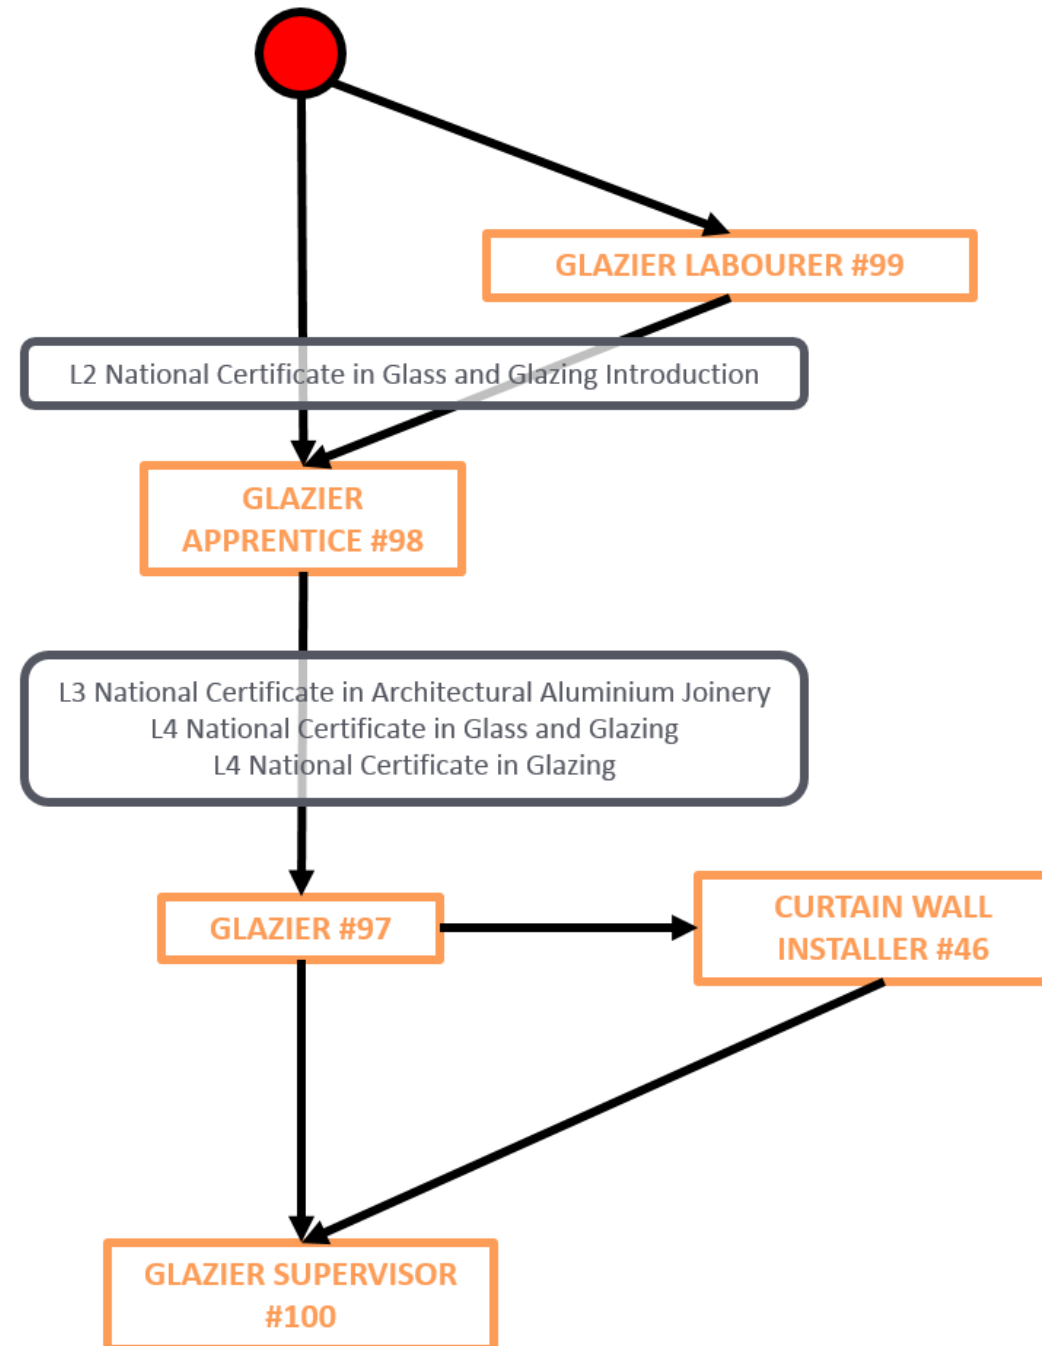 GLAZIER LABOURER #99
L2 National Certificate in Glass and Glazing Introduction
GLAZIER
APPRENTICE #98
L3 National Certificate in Architectural Aluminium Joinery
L4 National Certificate in Glass and Glazing
L4 National Certificate in Glazing
GLAZIER #97
CURTAIN WALL
INSTALLER #46
GLAZIER SUPERVISOR
#100